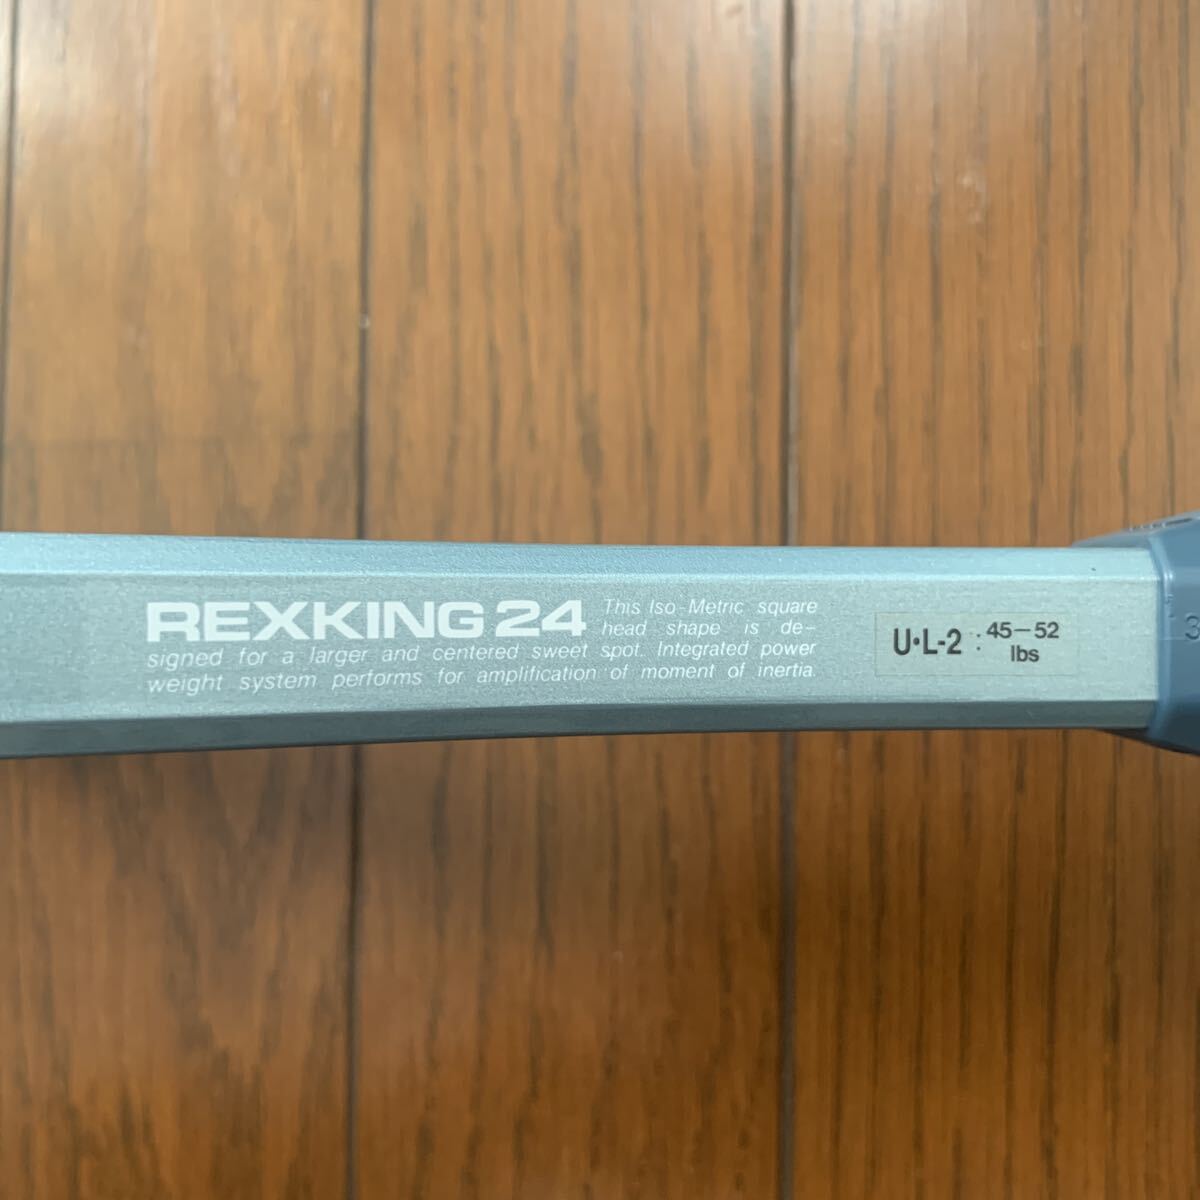 REXKING 24 This Iso-Metric square
head shape is de-
signed for a larger and centered sweet spot. Integrated power
weight system performs for amplification of moment of inertia.
U·L-2 : 45-52
lbs
3